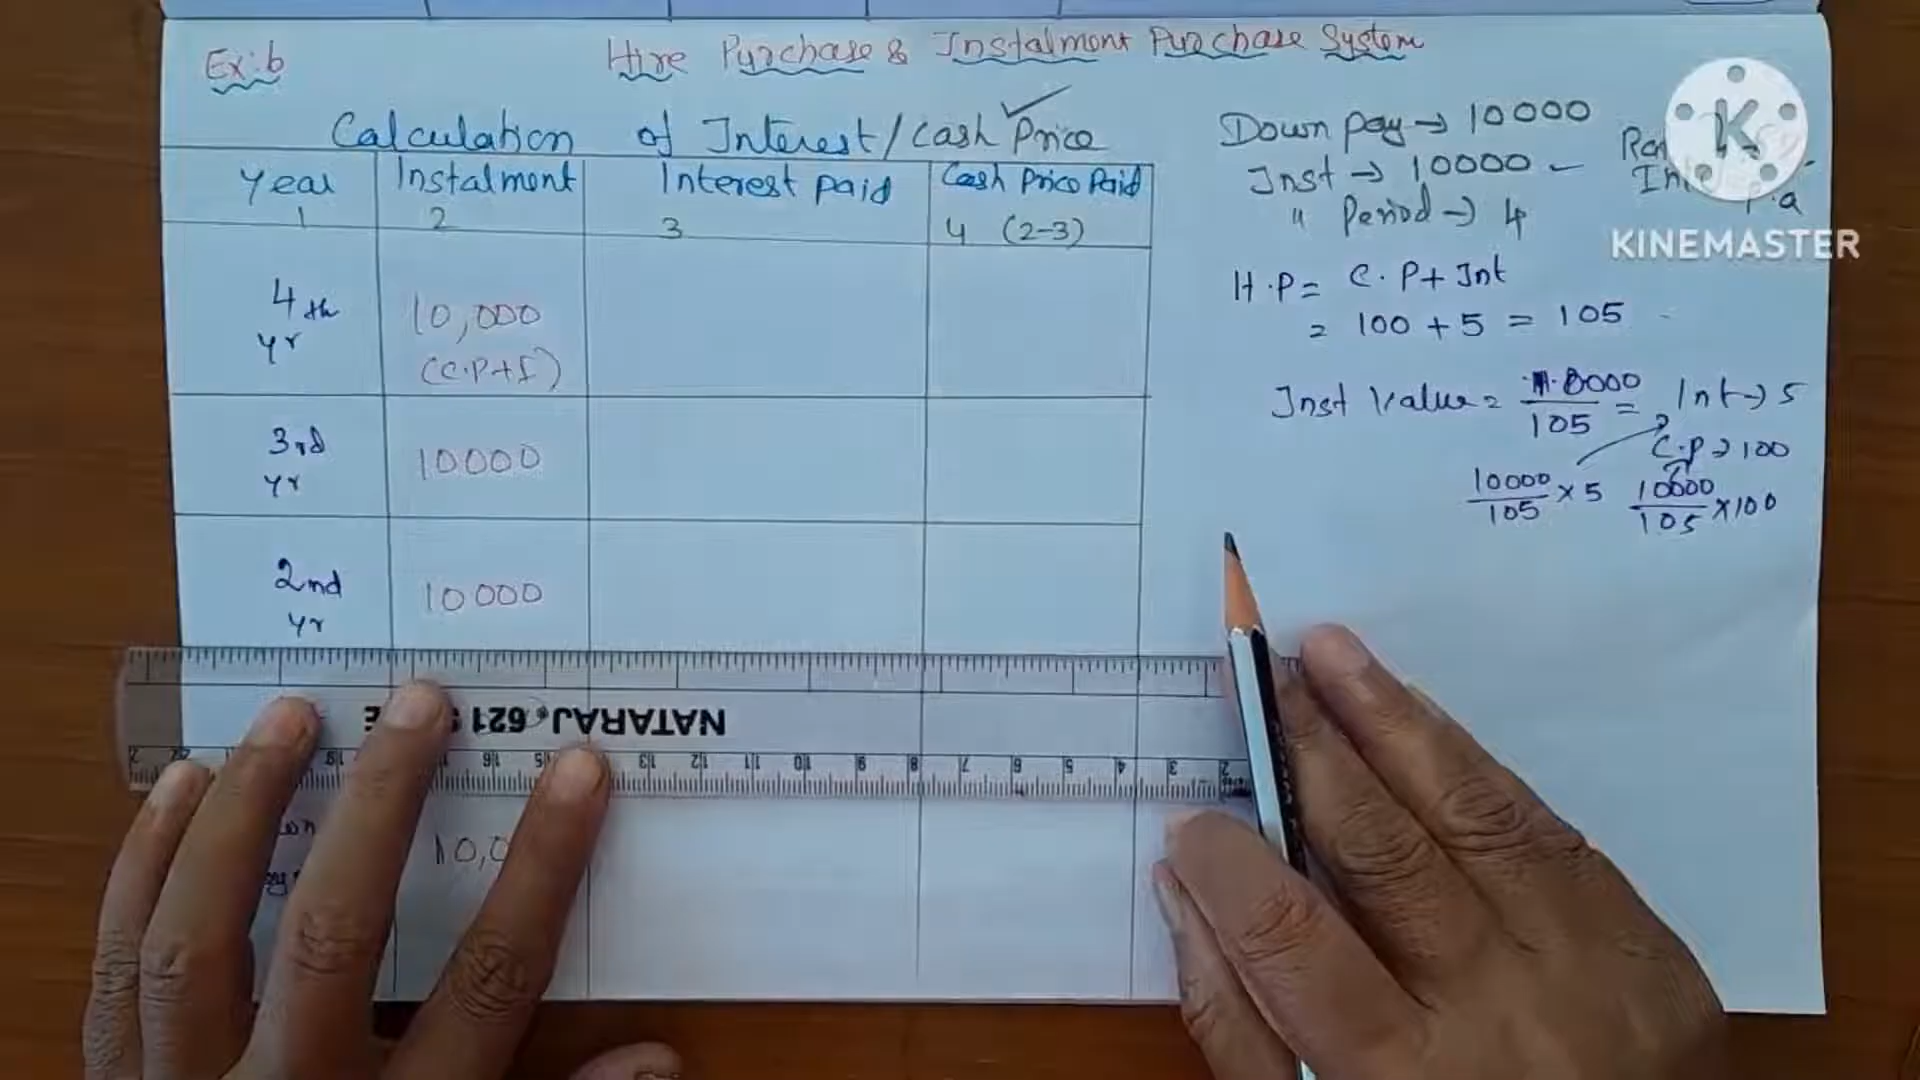 Ex:6
Hire Purchase & Instalment Purchase System
Calculation of Interest/Cash Price
Year Instalment Interest paid Cash Price Paid
1 2 3 4 (2-3)
4th yr
10,000
(C.P+I)
3rd yr
10000
2nd yr
10000
10,0
Down pay → 10000
Inst → 10000
" Period → 4
p.a
H.P = C.P + Int
= 100 + 5 = 105
Inst Value =
105
= Int → 5
C.P → 100
10000/105 × 5
10000/105 × 100
KINEMASTER
NATARAJ 621